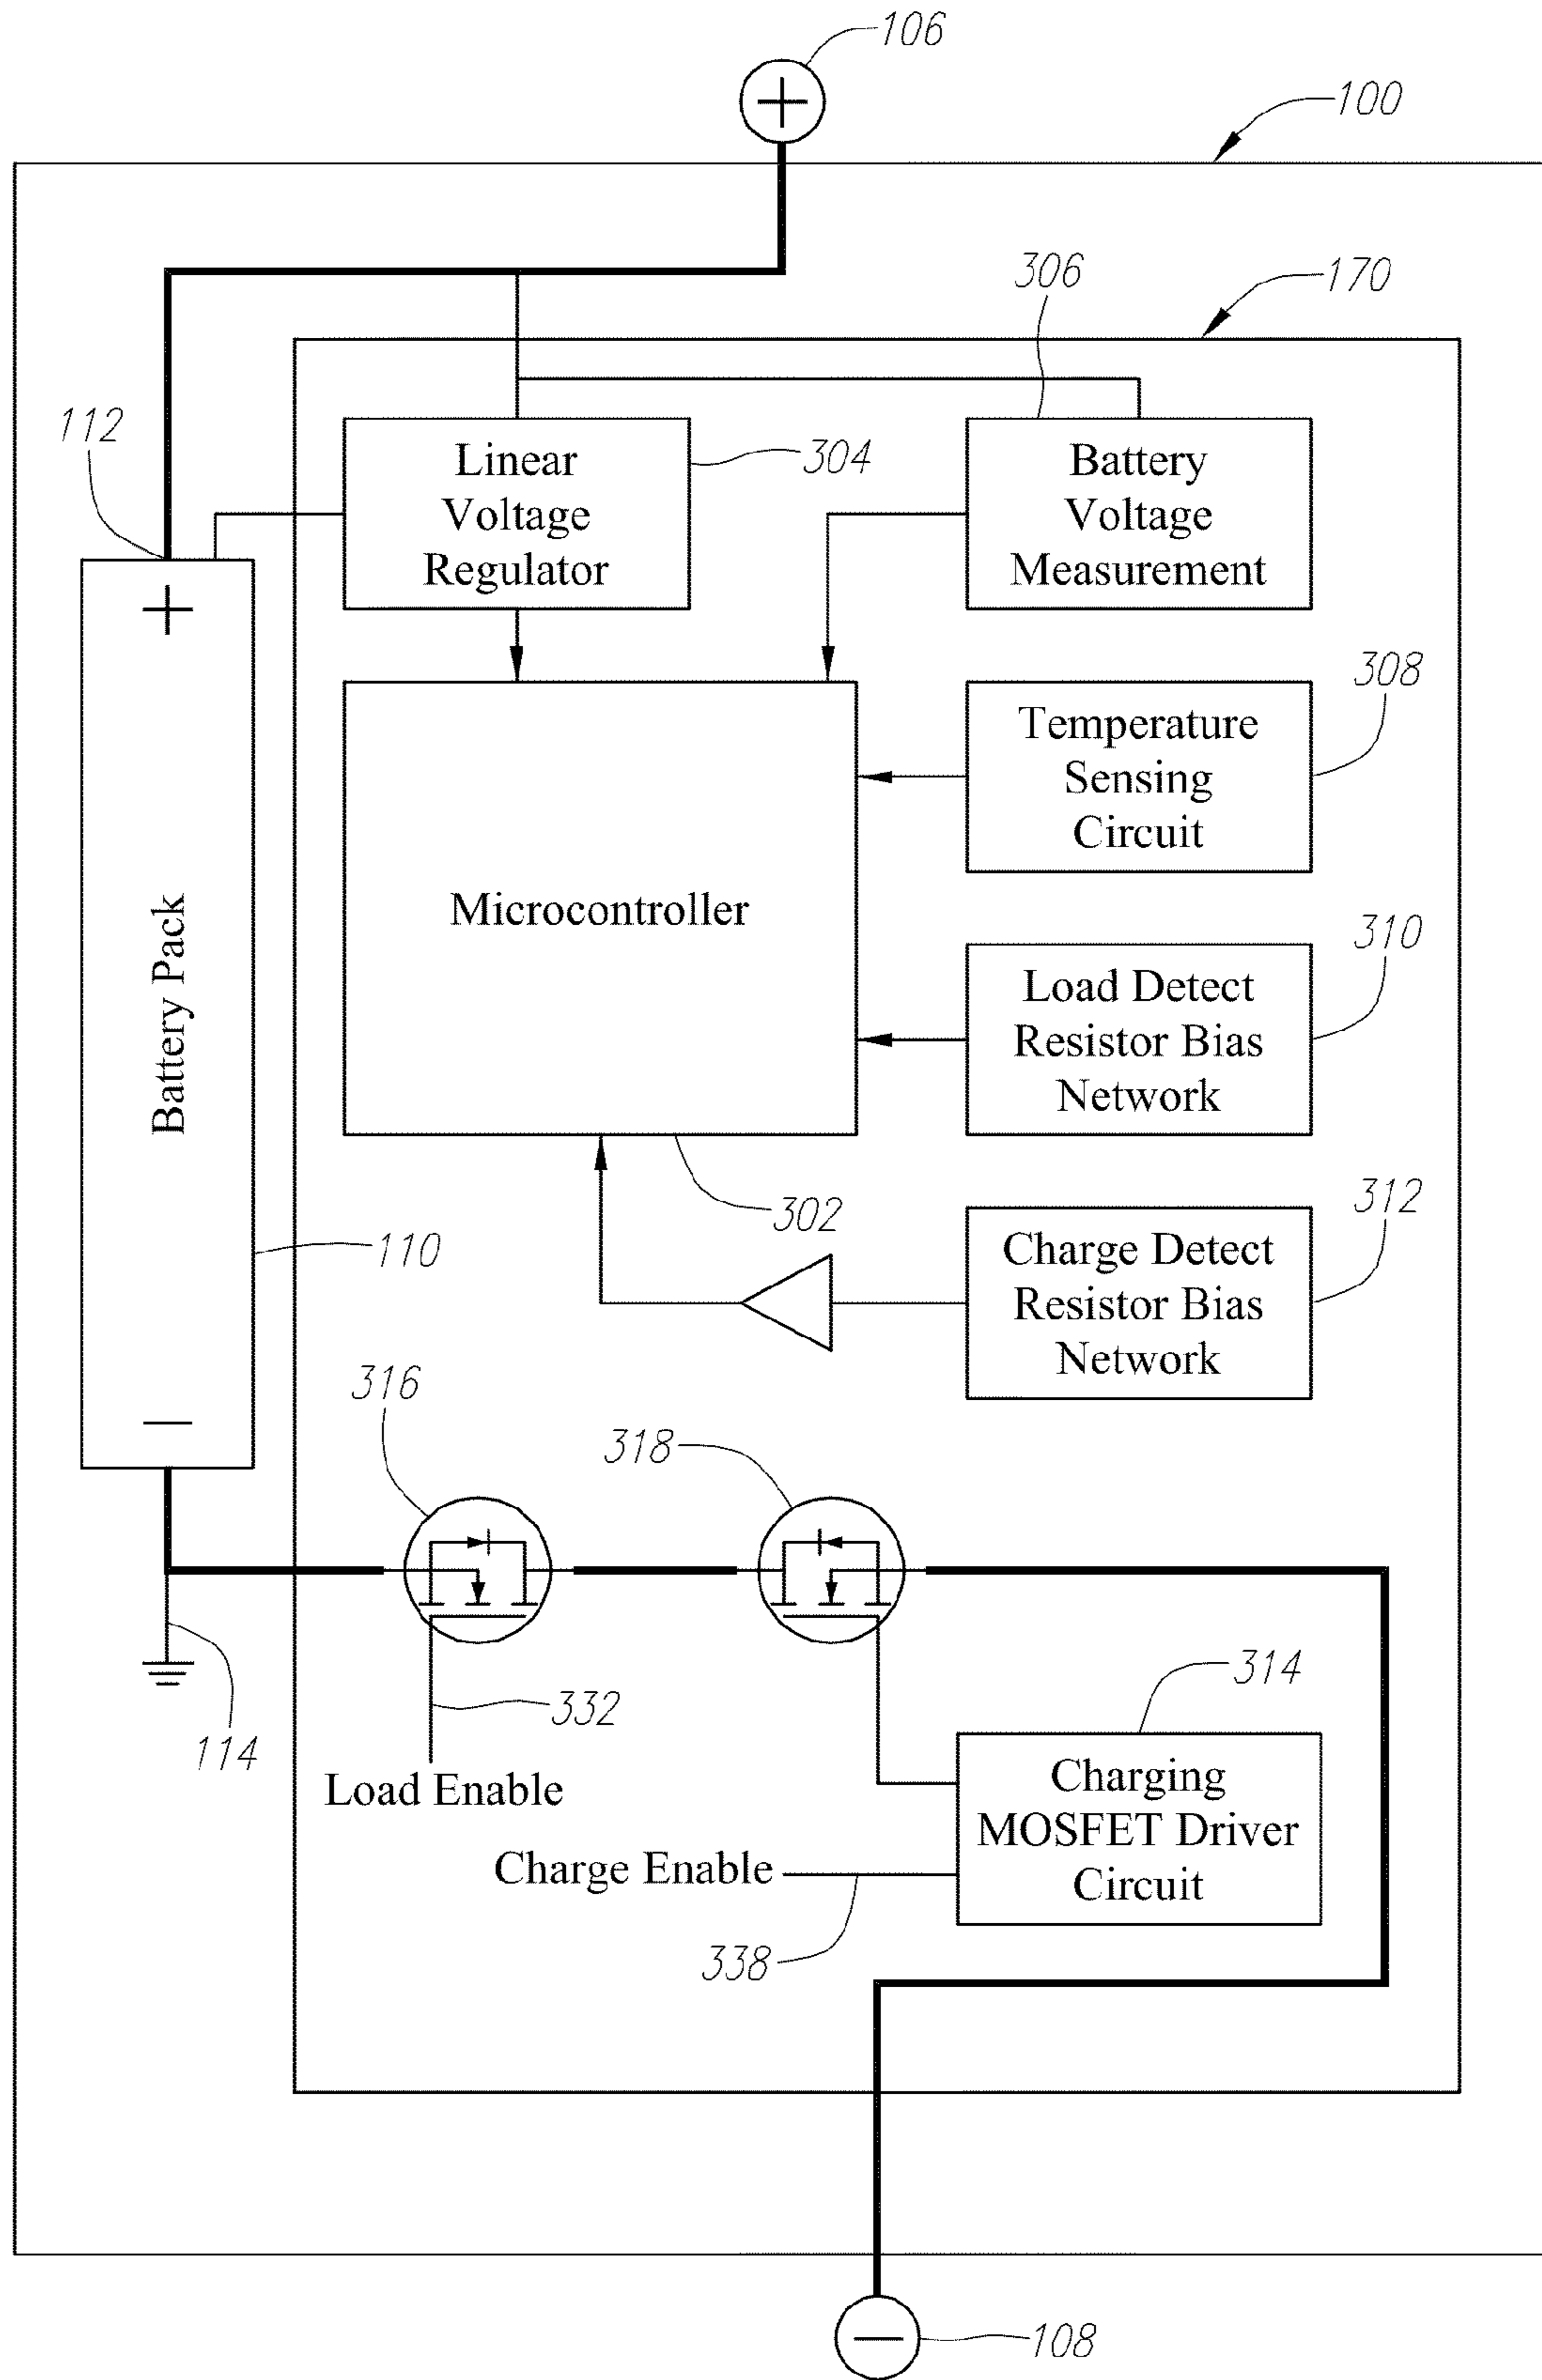 106
100
306
170
112
Linear
Voltage
Regulator
304
Battery
Voltage
Measurement
308
Temperature
Sensing
Circuit
Microcontroller
Battery Pack
310
Load Detect
Resistor Bias
Network
302
312
110
Charge Detect
Resistor Bias
Network
316
318
314
332
114
Load Enable
Charging
MOSFET Driver
Circuit
Charge Enable
338
108